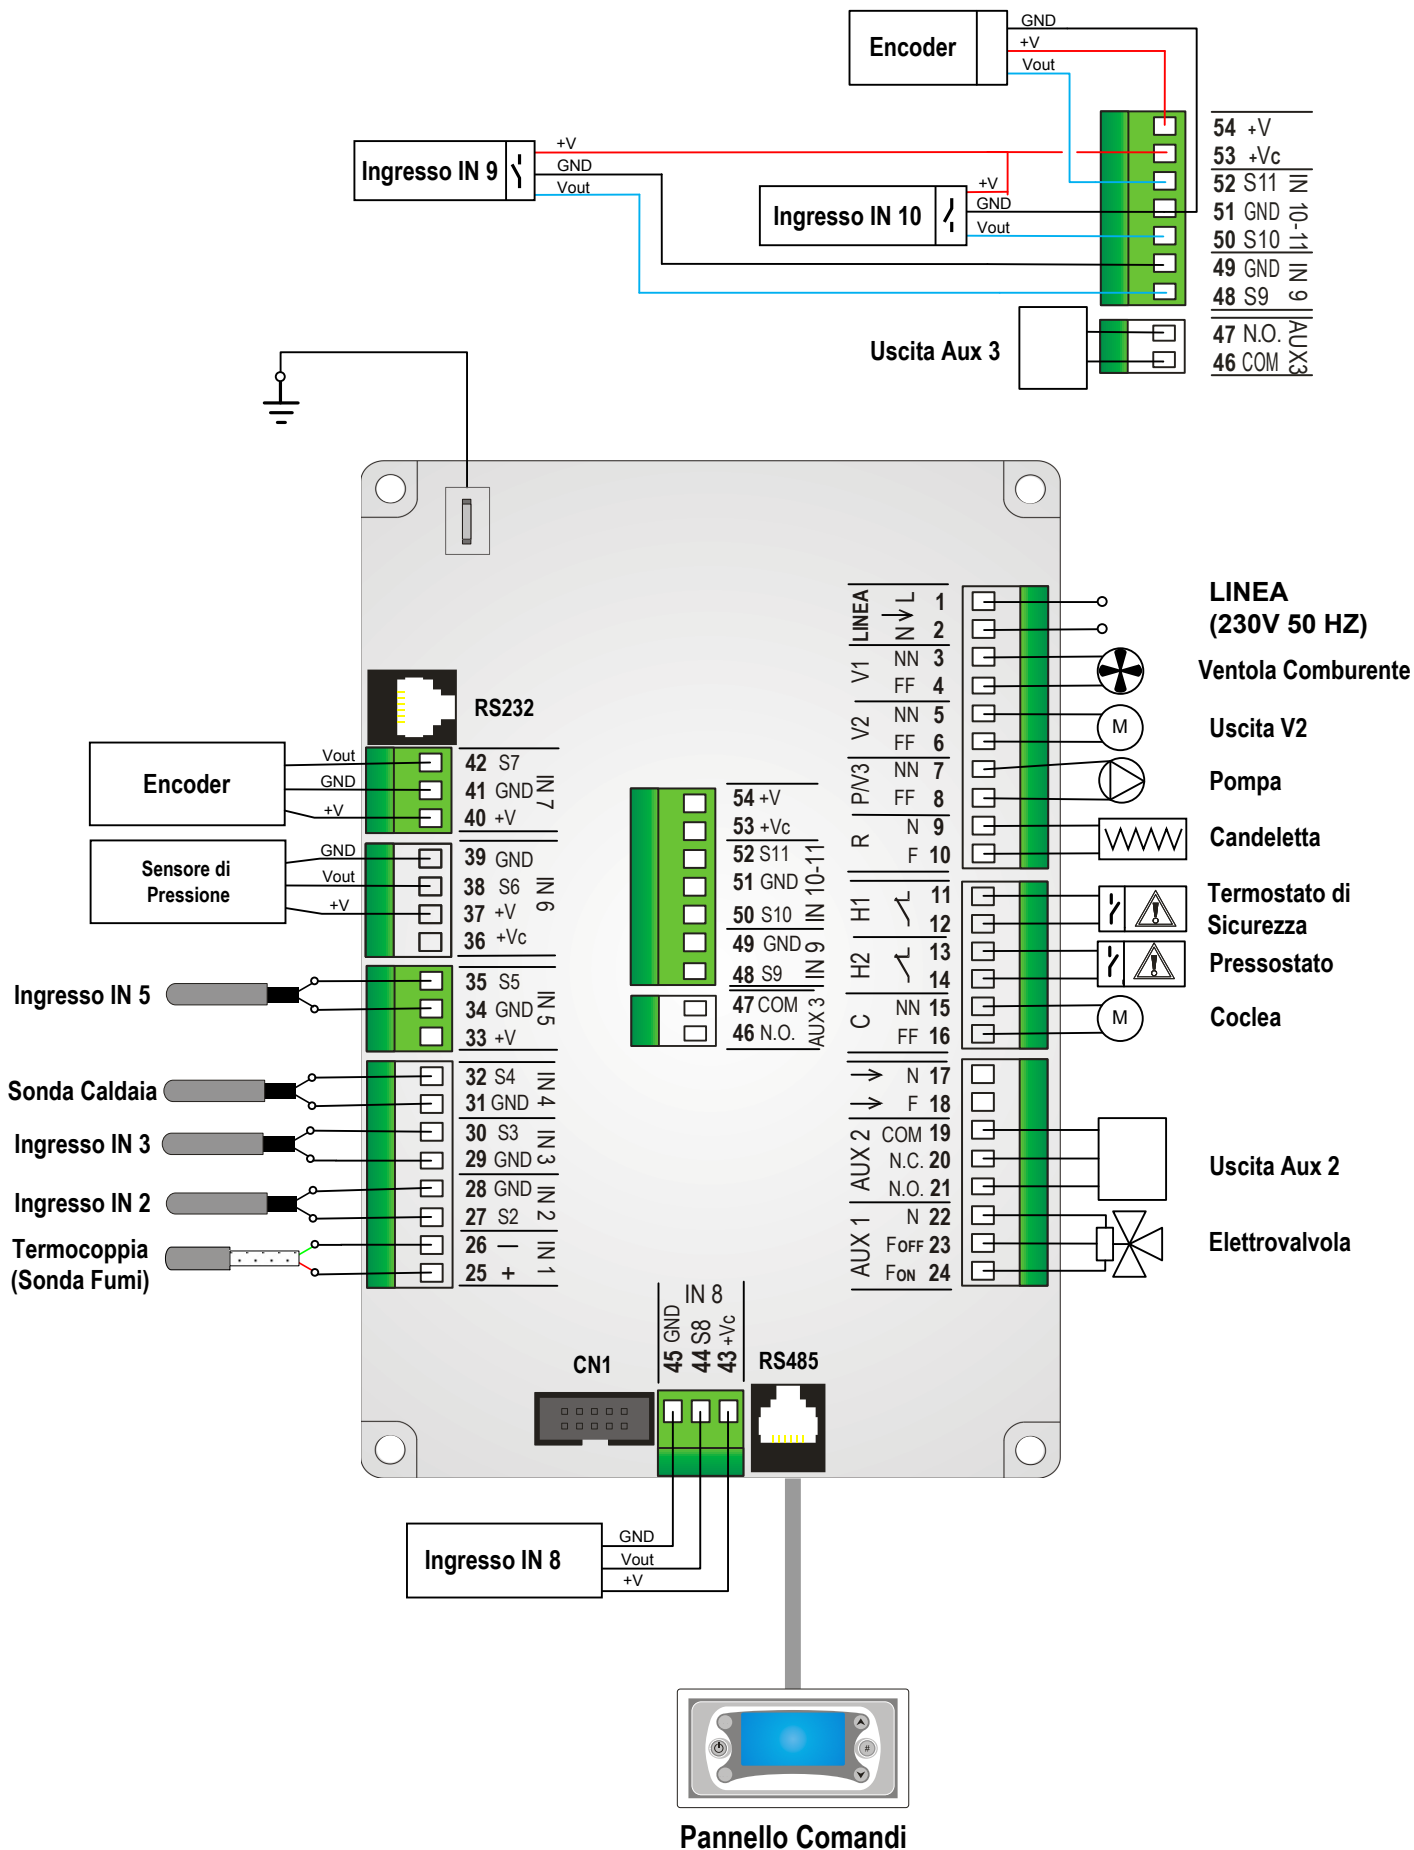 GND
Encoder
+V
Vout
54 +V
53 +Vc
52 S11
51 GND
50 S10
IN 10-11
49 GND
48 S9
IN 9
47 N.O.
46 COM
AUX3
Ingresso IN 9
+V
GND
Vout
Ingresso IN 10
+V
GND
Vout
Uscita Aux 3
LINEA
N L
1
2
LINEA
(230V 50 HZ)
V1
NN 3
FF 4
Ventola Comburente
V2
NN 5
FF 6
M
Uscita V2
P/V3
NN 7
FF 8
Pompa
R
N 9
F 10
Candeletta
H1
11
12
Termostato di
Sicurezza
H2
13
14
Pressostato
C
NN 15
FF 16
M
Coclea
N 17
F 18
AUX 2
COM 19
N.C. 20
N.O. 21
Uscita Aux 2
AUX 1
N 22
FOFF 23
FON 24
Elettrovalvola
RS232
Encoder
Vout
GND
+V
42 S7
41 GND
40 +V
IN 7
Sensore di
Pressione
GND
Vout
+V
39 GND
38 S6
37 +V
36 +Vc
IN 6
Ingresso IN 5
35 S5
34 GND
33 +V
IN 5
Sonda Caldaia
32 S4
31 GND
IN 4
Ingresso IN 3
30 S3
29 GND
IN 3
Ingresso IN 2
28 GND
27 S2
IN 2
Termocoppia
(Sonda Fumi)
26 —
25 +
IN 1
54 +V
53 +Vc
52 S11
51 GND
50 S10
IN 10-11
49 GND
48 S9
IN 9
47 COM
46 N.O.
AUX 3
IN 8
45 GND
44 S8
43 +Vc
CN1
RS485
Ingresso IN 8
GND
Vout
+V
#
Pannello Comandi